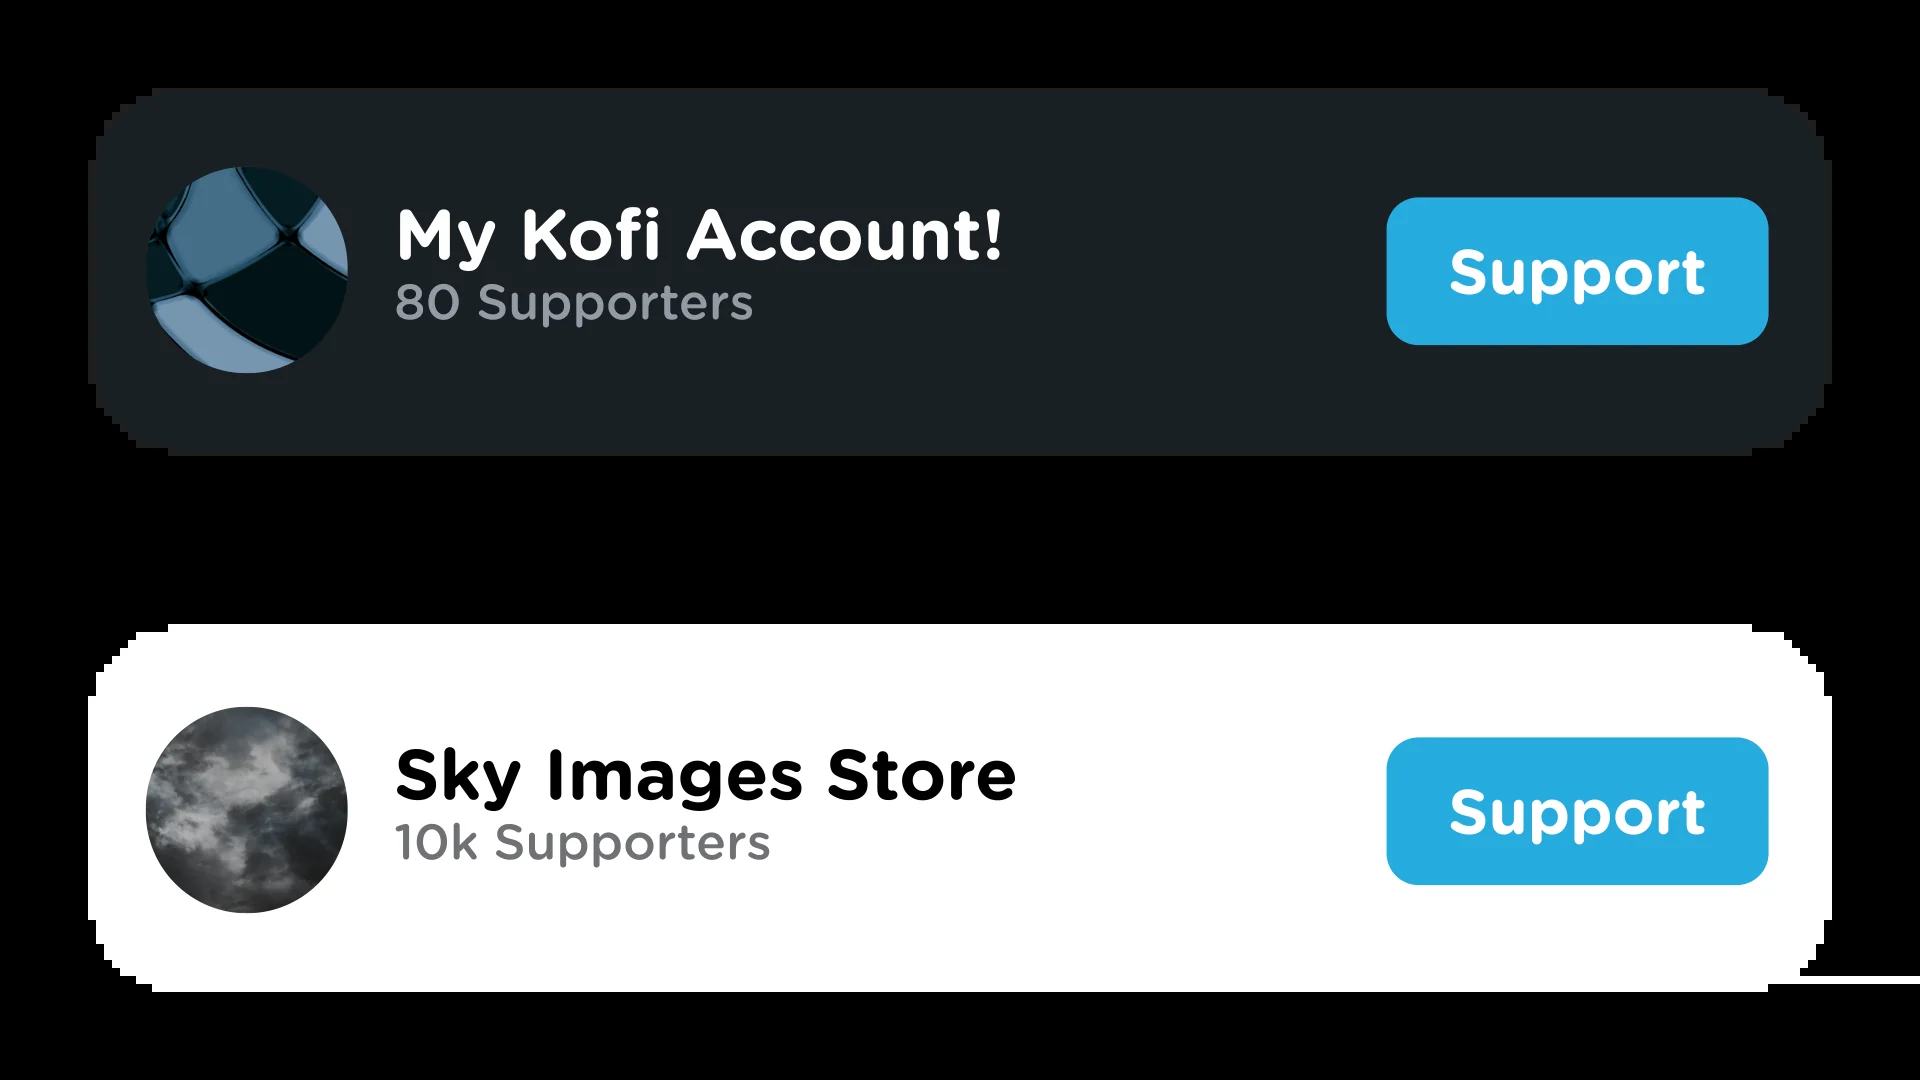 My Kofi Account!
80 Supporters
Support
Sky Images Store
10k Supporters
Support